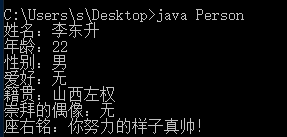 C:\Users\s\Desktop>java Person
姓名：李东升
年龄：22
性别：男
爱好：无
籍贯：山西左权
崇拜的偶像：无
座右铭：你努力的样子真帅！